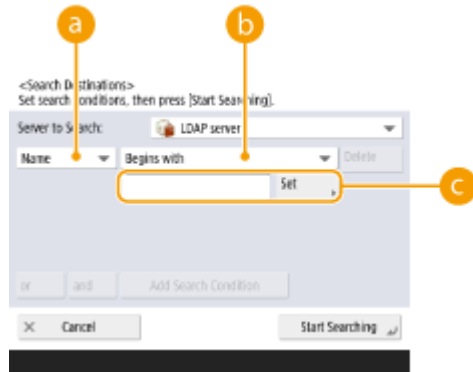 a b
<Search Destinations>
Set search conditions, then press [Start Searching].
Server to Search: LDAP server
Name Begins with Delete
Set c
or and Add Search Condition
× Cancel Start Searching